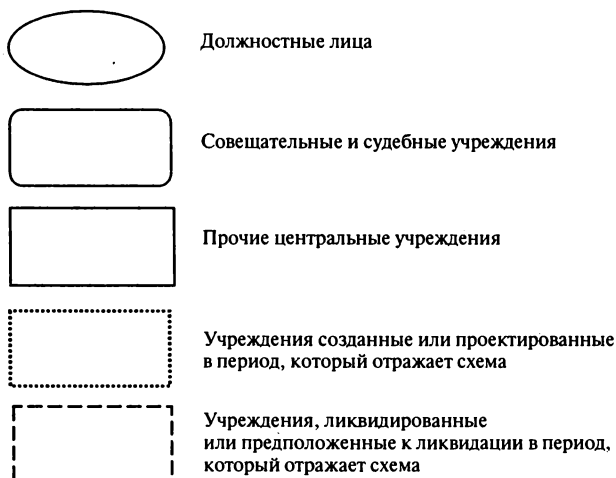 Должностные лица
Совещательные и судебные учреждения
Прочие центральные учреждения
Учреждения созданные или проектированные
в период, который отражает схема
Учреждения, ликвидированные
или предположенные к ликвидации в период,
который отражает схема